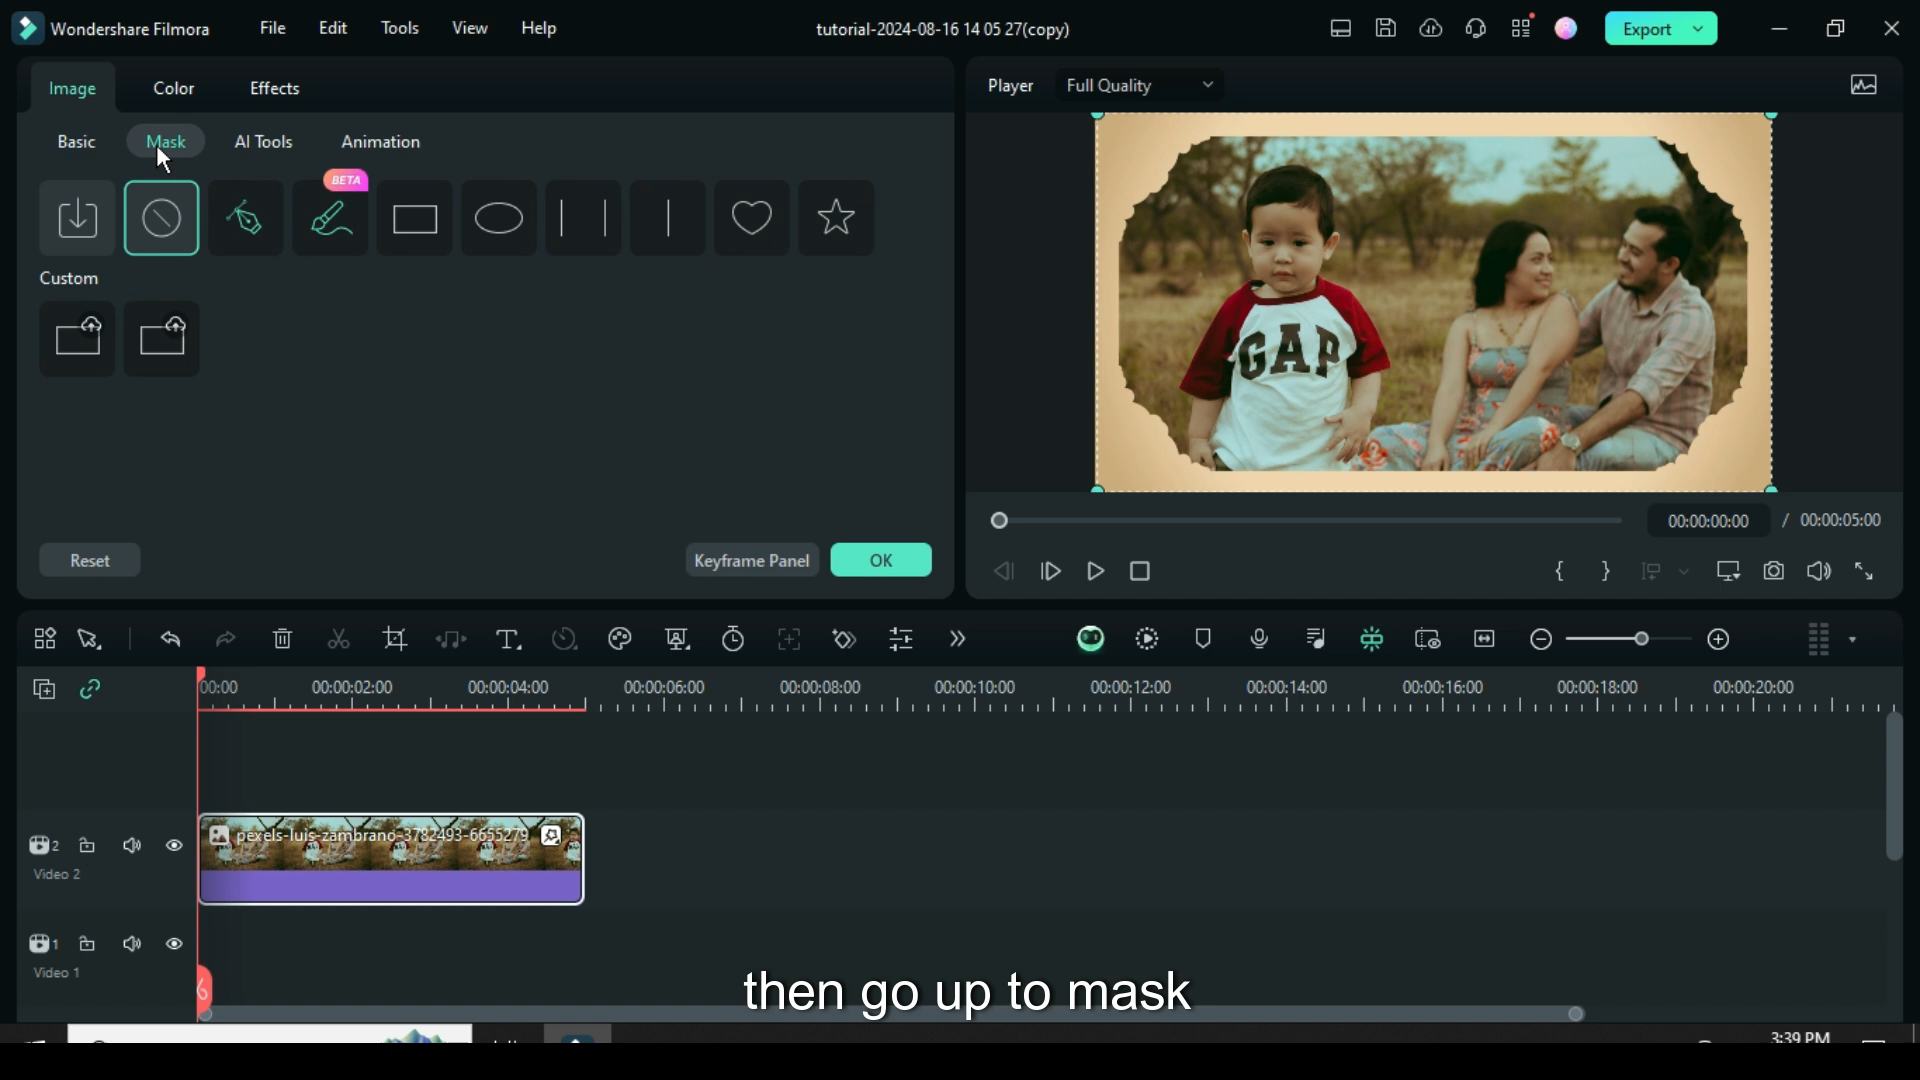 Wondershare Filmora File Edit Tools View Help tutorial-2024-08-16 14 05 27(copy) Export
Image Color Effects
Player Full Quality
Basic Mask AI Tools Animation
BETA
GAP
Custom
00:00:00:00 / 00:00:05:00
Reset Keyframe Panel OK
00:00 00:00:02:00 00:00:04:00 00:00:06:00 00:00:08:00 00:00:10:00 00:00:12:00 00:00:14:00 00:00:16:00 00:00:18:00 00:00:20:00
pexels-luis-zambrano-3782493-6655279
2
Video 2
1
Video 1
then go up to mask
3:39 PM